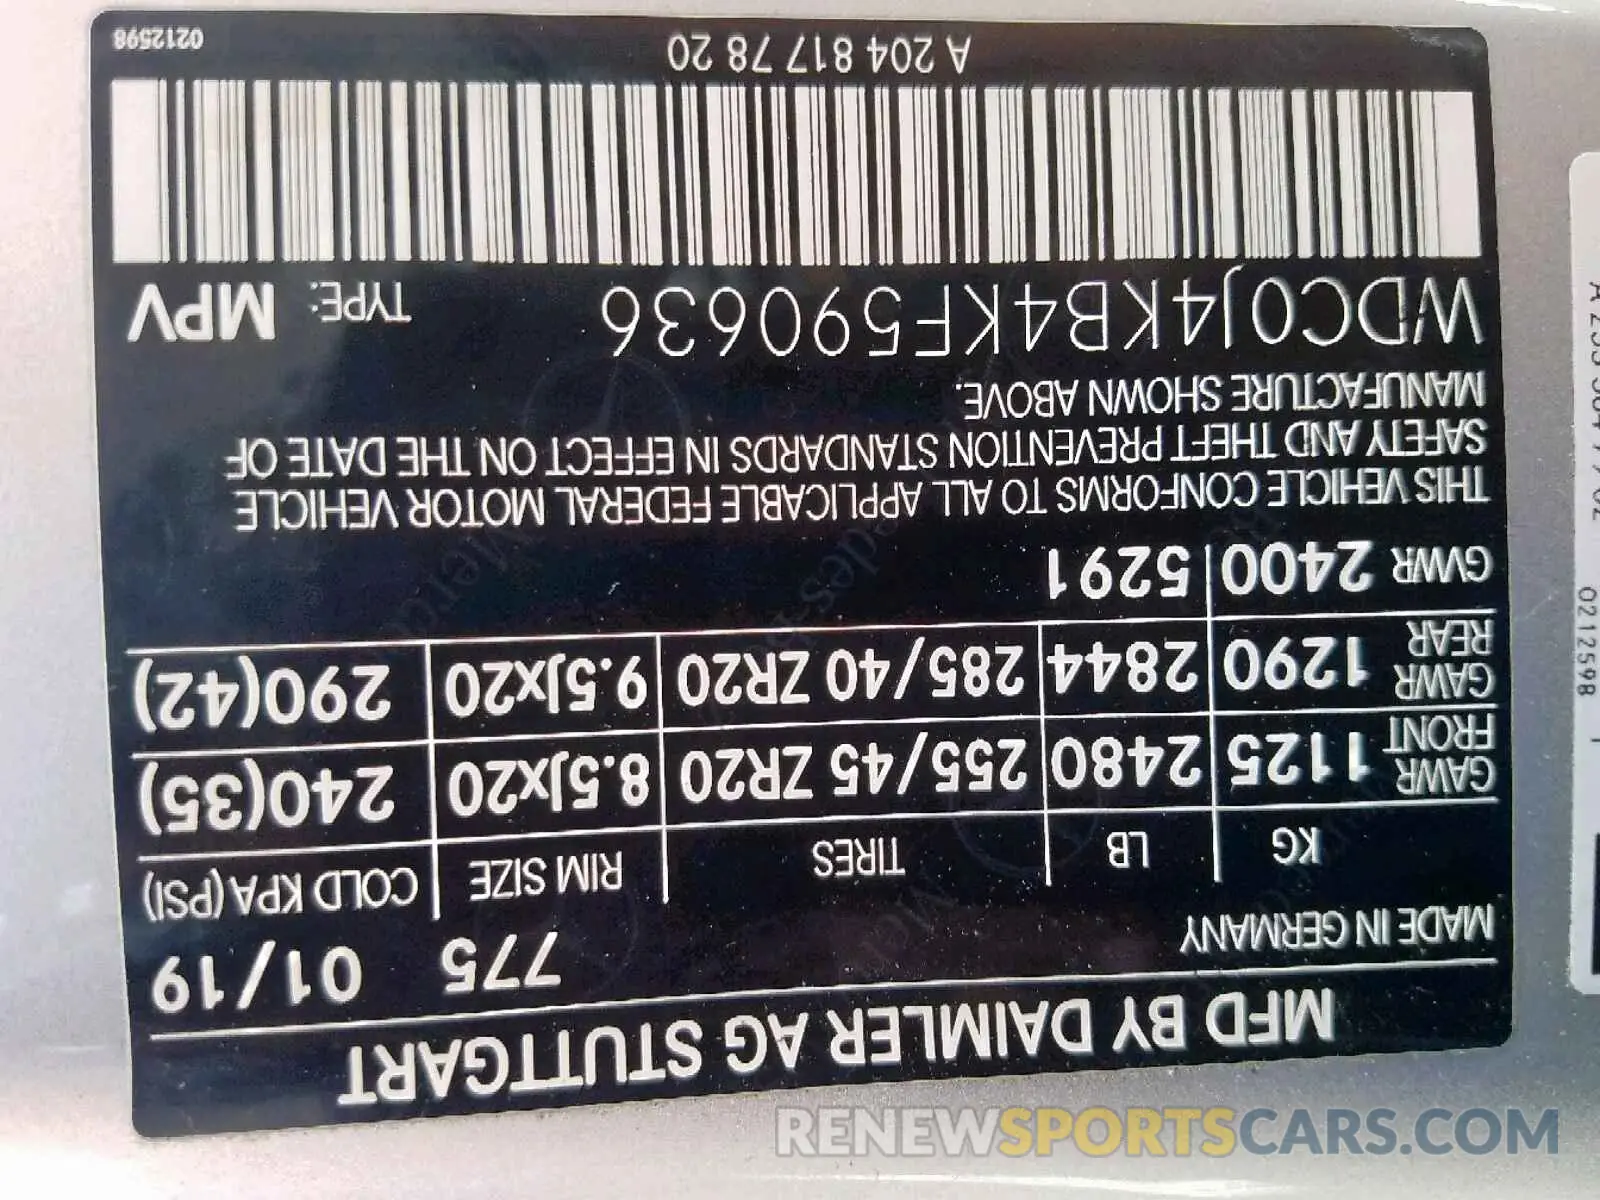 MFD BY DAIMLER AG STUTTGART
MADE IN GERMANY 775 01/19
KG LB TIRES RIM SIZE COLD KPA (PSI)
GAWR FRONT 1125 2480 255/45 ZR20 8.5Jx20 240(35)
GAWR REAR 1290 2844 285/40 ZR20 9.5Jx20 290(42)
GVWR 2400 5291
THIS VEHICLE CONFORMS TO ALL APPLICABLE FEDERAL MOTOR VEHICLE
SAFETY AND THEFT PREVENTION STANDARDS IN EFFECT ON THE DATE OF
MANUFACTURE SHOWN ABOVE.
WDC0J4KB4KF590636 TYPE: MPV
A 204 817 78 20
0212598
0212598
RENEWSPORTSCARS.COM